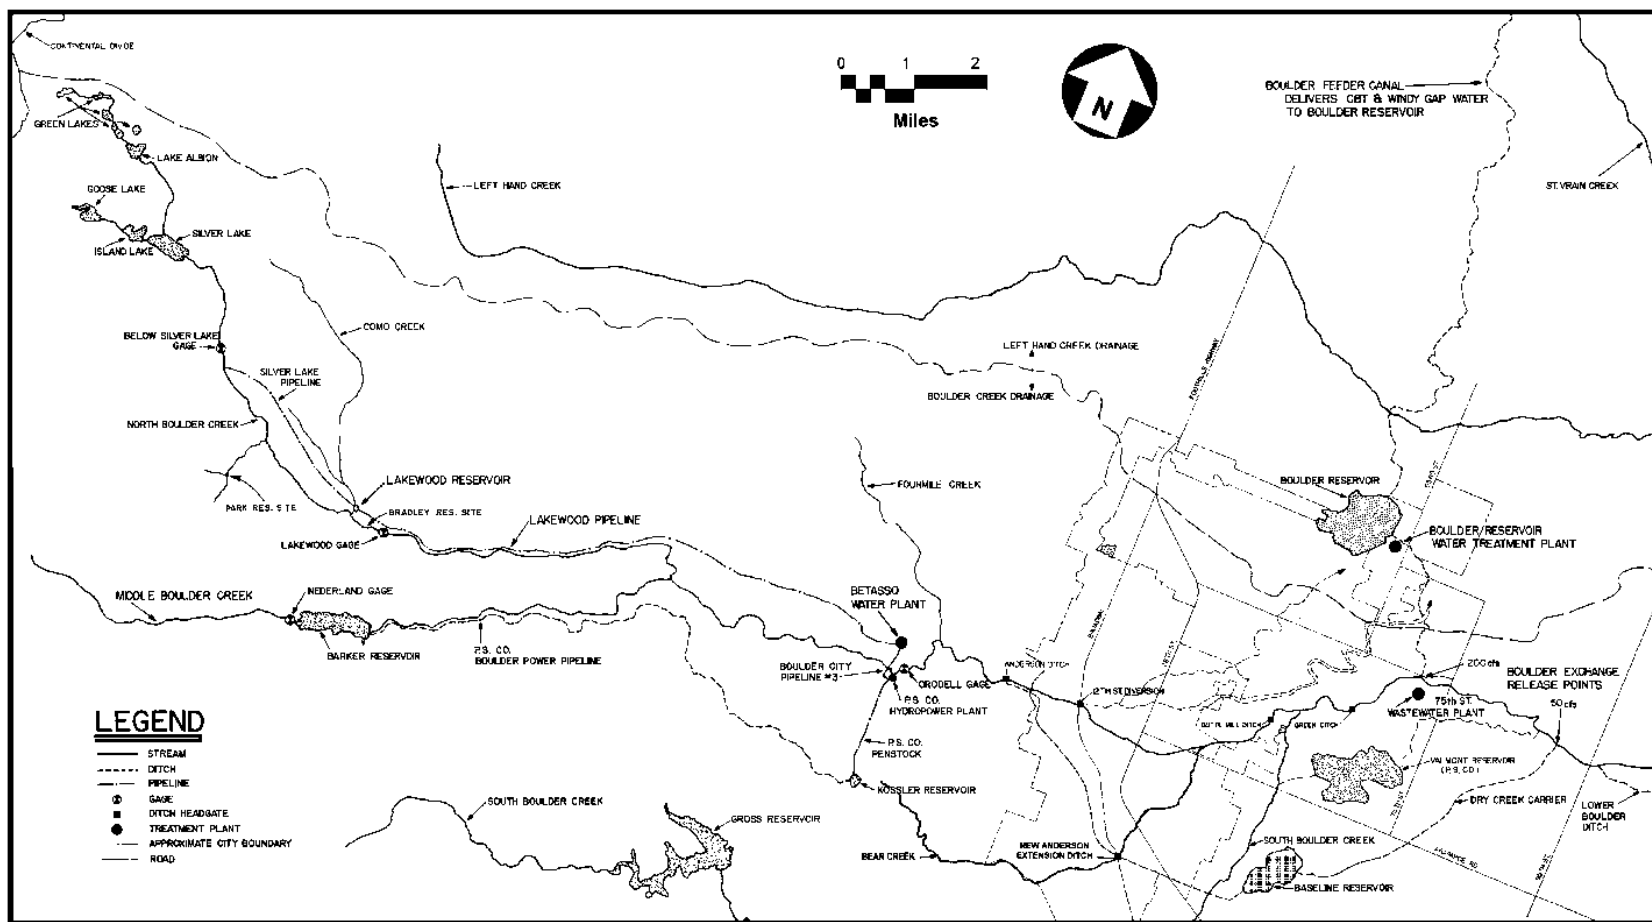 CONTINENTAL DIVIDE
0 1 2
Miles
N
BOULDER FEEDER CANAL
DELIVERS CBT & WINDY GAP WATER
TO BOULDER RESERVOIR
GREEN LAKES
LAKE ALBION
GOOSE LAKE
LEFT HAND CREEK
ST. VRAIN CREEK
SILVER LAKE
ISLAND LAKE
COMO CREEK
BELOW SILVER LAKE
GAGE
LEFT HAND CREEK DRAINAGE
FOOTHILLS HIGHWAY
SILVER LAKE
PIPELINE
BOULDER CREEK DRAINAGE
NORTH BOULDER CREEK
LAKEWOOD RESERVOIR
FOURMILE CREEK
BOULDER RESERVOIR
PARK RES. SITE
BRADLEY RES. SITE
LAKEWOOD PIPELINE
BOULDER/RESERVOIR
WATER TREATMENT PLANT
LAKEWOOD GAGE
MIDDLE BOULDER CREEK
NEDERLAND GAGE
BETASSO
WATER PLANT
BARKER RESERVOIR
P.S. CO.
BOULDER POWER PIPELINE
BOULDER CITY
PIPELINE #3
ORODELL GAGE
ANDERSON DITCH
BROADWAY
200 cfs
BOULDER EXCHANGE
RELEASE POINTS
12TH ST. DIVERSION
P.S. CO.
HYDROPOWER PLANT
75th ST.
WASTEWATER PLANT
50 cfs
GREEN DITCH
LEGEND
STREAM
DITCH
PIPELINE
GAGE
DITCH HEADGATE
TREATMENT PLANT
APPROXIMATE CITY BOUNDARY
ROAD
P.S. CO.
PENSTOCK
VALMONT RESERVOIR
(P.S. CO.)
KOSSLER RESERVOIR
SOUTH BOULDER CREEK
DRY CREEK CARRIER
LOWER
BOULDER
DITCH
GROSS RESERVOIR
BEAR CREEK
NEW ANDERSON
EXTENSION DITCH
SOUTH BOULDER CREEK
ARAPAHOE RD
BASELINE RESERVOIR